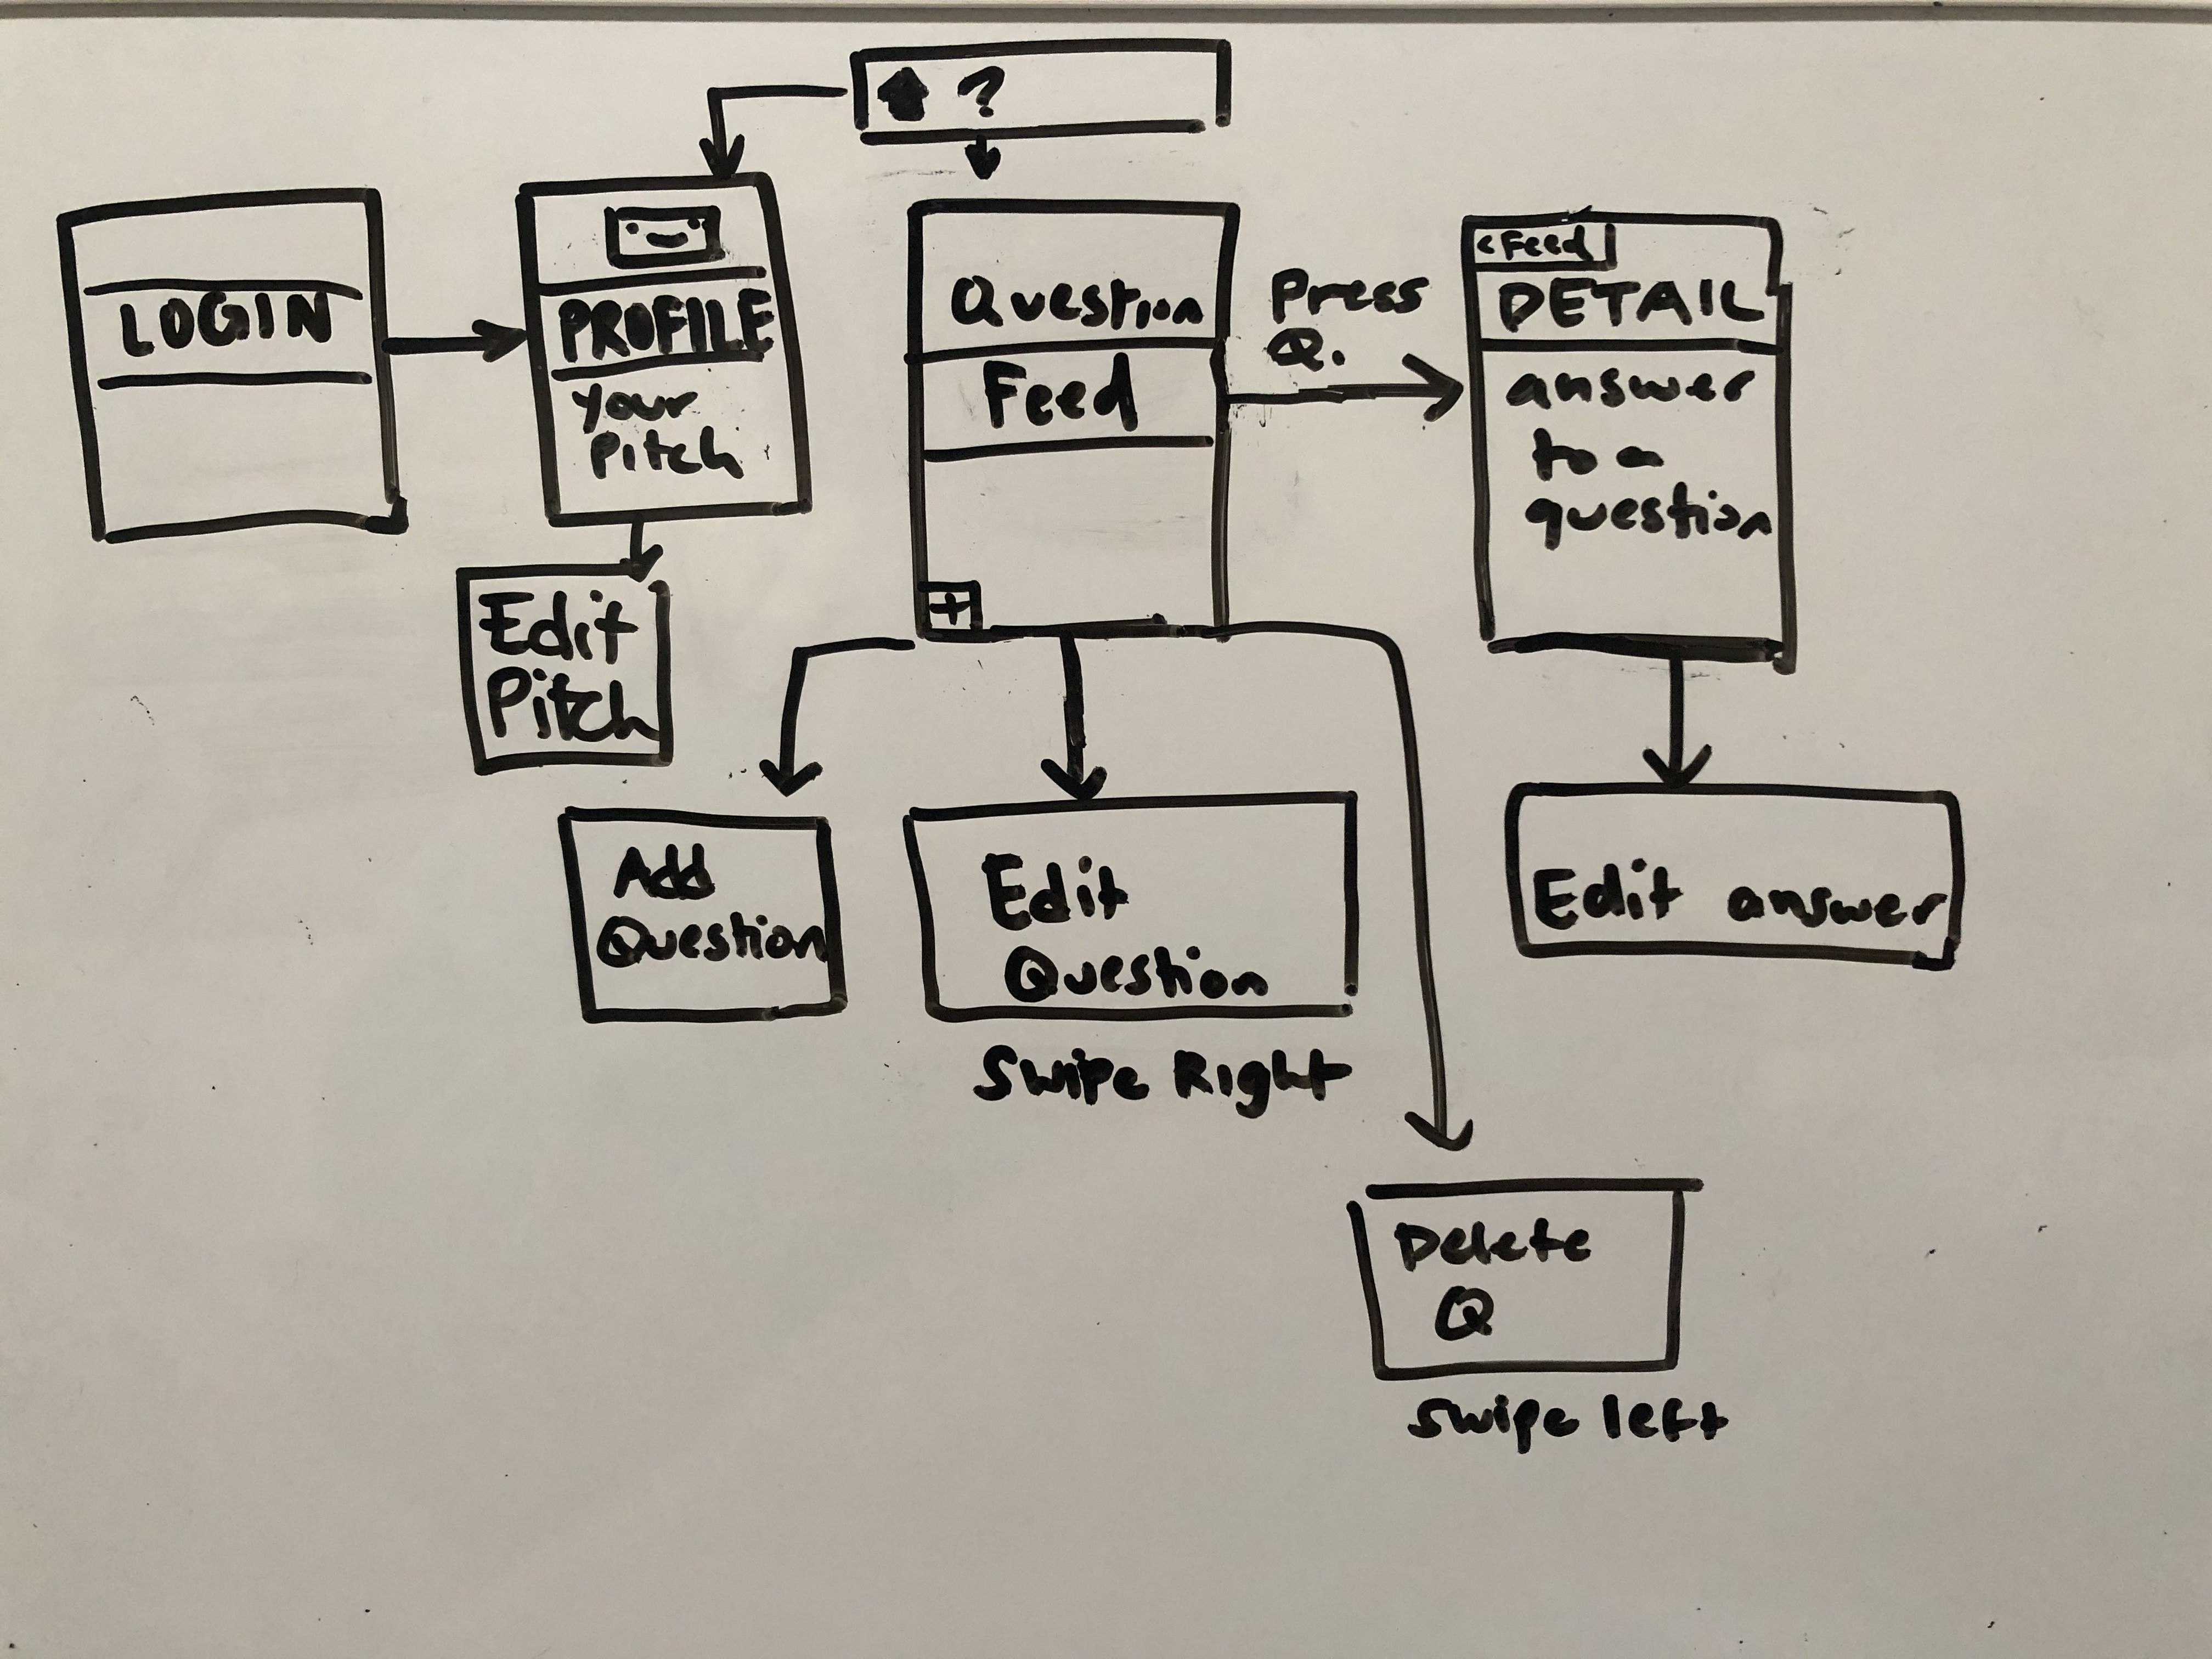 ?
LOGIN
PROFILE
your
pitch
Edit
Pitch
Question
Feed
+
Press
Q.
< Feed
DETAIL
answer
to a
question
Add
Question
Edit
Question
Swipe Right
Edit answer
Delete
Q
swipe left